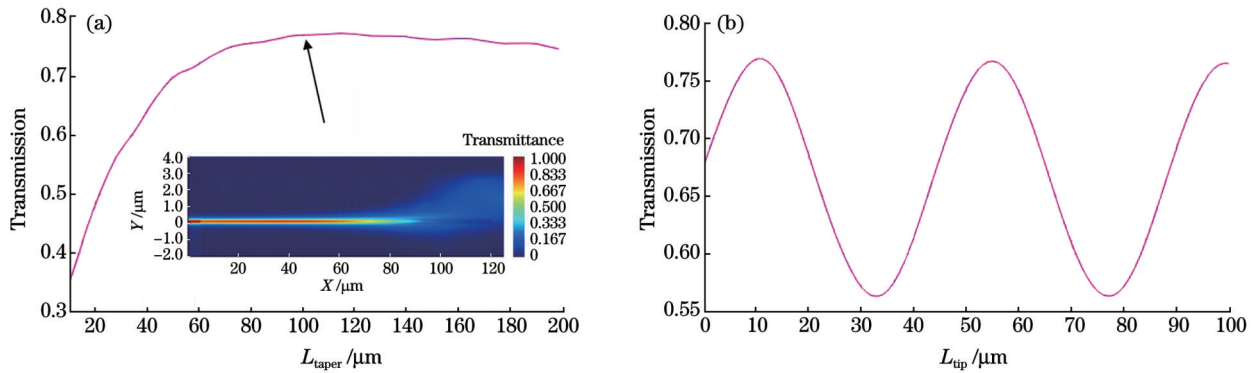 (a)
0.8
0.7
0.6
0.5
0.4
0.3
Transmission
20 40 60 80 100 120 140 160 180 200
L_taper /μm
Transmittance
4.0
3.0
2.0
1.0
0
−1.0
−2.0
Y /μm
20 40 60 80 100 120
X /μm
1.000
0.833
0.667
0.500
0.333
0.167
0
(b)
0.80
0.75
0.70
0.65
0.60
0.55
Transmission
0 10 20 30 40 50 60 70 80 90 100
L_tip /μm